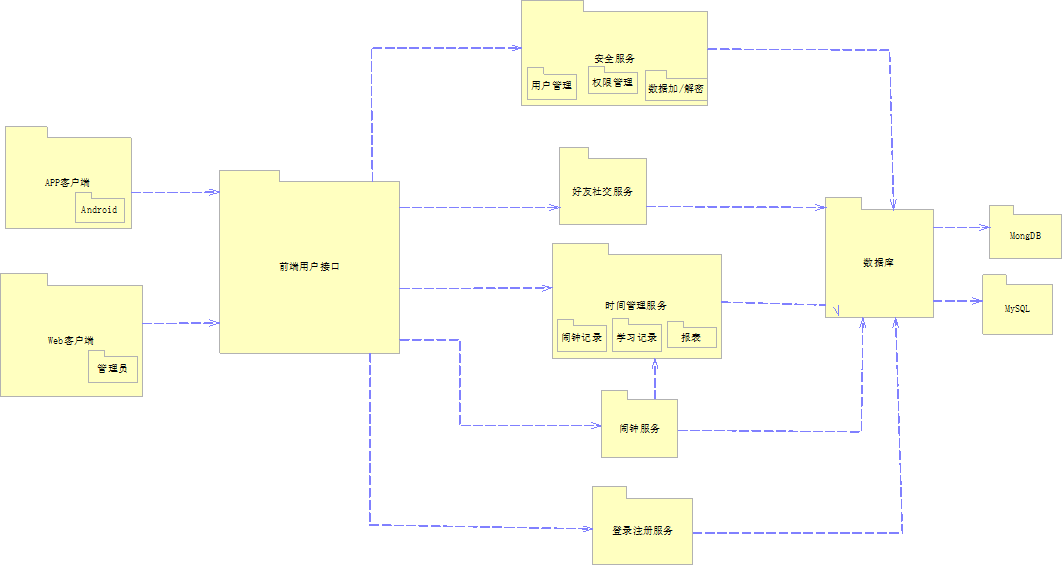 安全服务
用户管理
权限管理
数据加/解密
APP客户端
Android
好友社交服务
前端用户接口
数据库
MongDB
时间管理服务
闹钟记录
学习记录
报表
MySQL
Web客户端
管理员
闹钟服务
登录注册服务